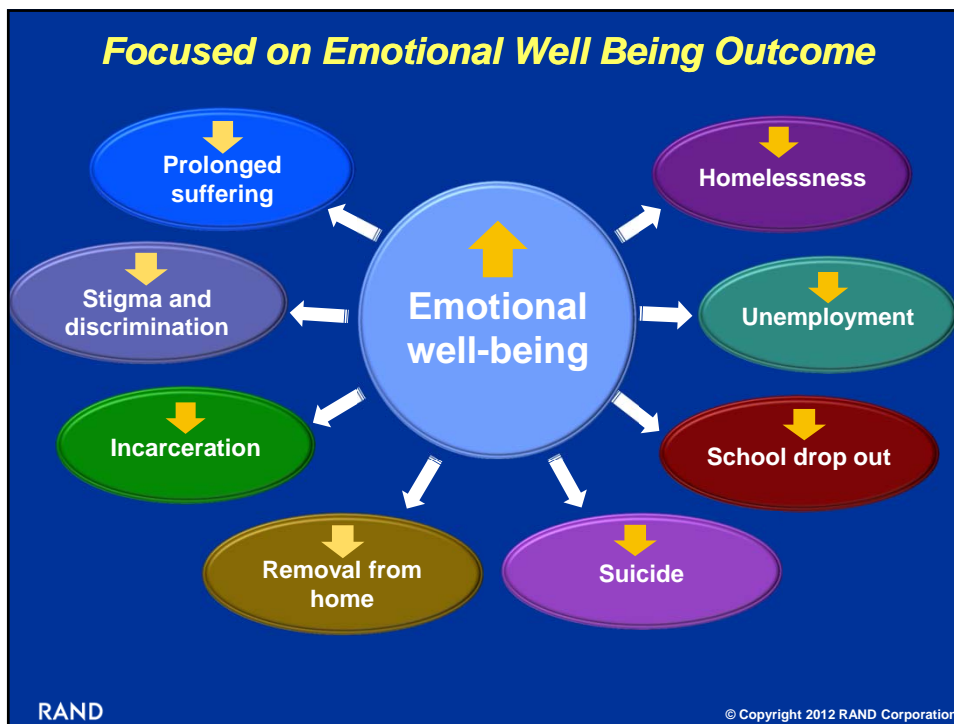 Focused on Emotional Well Being Outcome
Prolonged
suffering
Homelessness
Stigma and
discrimination
Emotional
well-being
Unemployment
Incarceration
School drop out
Removal from
home
Suicide
RAND
© Copyright 2012 RAND Corporation